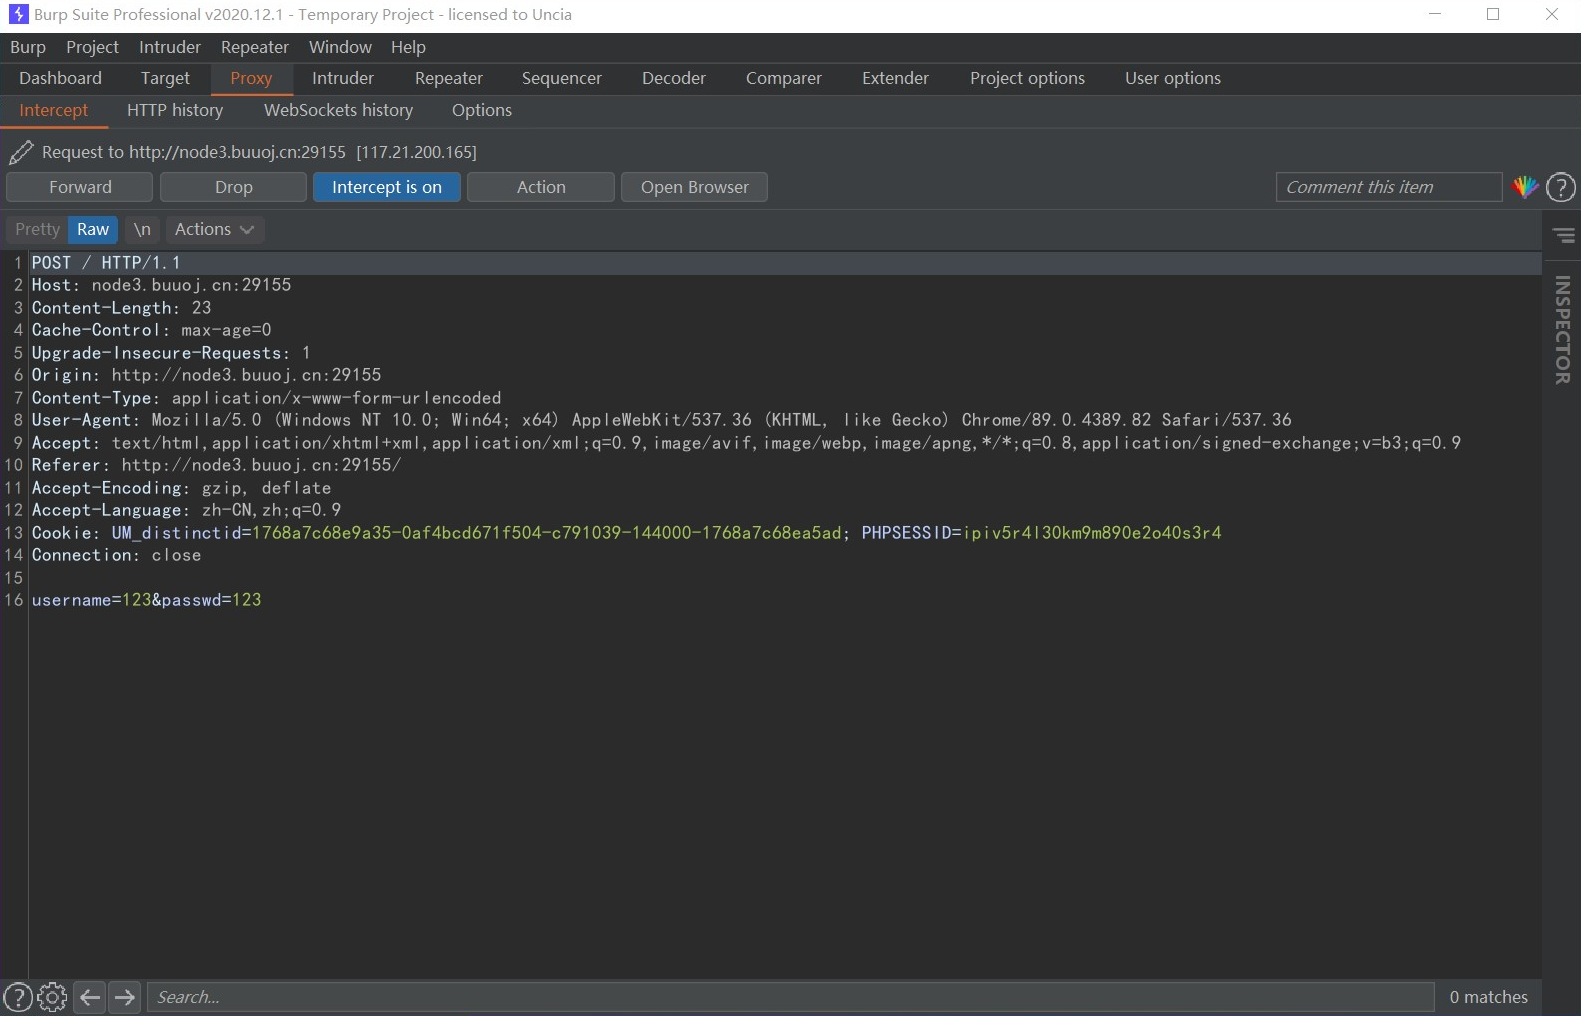 Burp Suite Professional v2020.12.1 - Temporary Project - licensed to Uncia
Burp Project Intruder Repeater Window Help
Dashboard Target Proxy Intruder Repeater Sequencer Decoder Comparer Extender Project options User options
Intercept HTTP history WebSockets history Options
Request to http://node3.buuoj.cn:29155 [117.21.200.165]
Forward Drop Intercept is on Action Open Browser Comment this item ?
Pretty Raw \n Actions
INSPECTOR
1 POST / HTTP/1.1
2 Host: node3.buuoj.cn:29155
3 Content-Length: 23
4 Cache-Control: max-age=0
5 Upgrade-Insecure-Requests: 1
6 Origin: http://node3.buuoj.cn:29155
7 Content-Type: application/x-www-form-urlencoded
8 User-Agent: Mozilla/5.0 (Windows NT 10.0; Win64; x64) AppleWebKit/537.36 (KHTML, like Gecko) Chrome/89.0.4389.82 Safari/537.36
9 Accept: text/html,application/xhtml+xml,application/xml;q=0.9,image/avif,image/webp,image/apng,*/*;q=0.8,application/signed-exchange;v=b3;q=0.9
10 Referer: http://node3.buuoj.cn:29155/
11 Accept-Encoding: gzip, deflate
12 Accept-Language: zh-CN,zh;q=0.9
13 Cookie: UM_distinctid=1768a7c68e9a35-0af4bcd671f504-c791039-144000-1768a7c68ea5ad; PHPSESSID=ipiv5r4l30km9m890e2o40s3r4
14 Connection: close
15
16 username=123&passwd=123
? Search... 0 matches